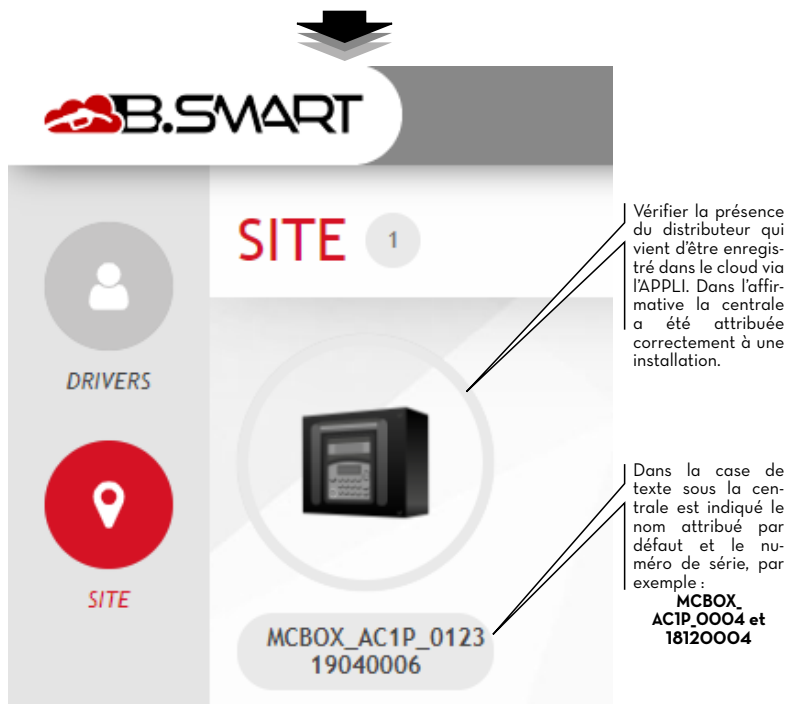 B.SMART
SITE 1
DRIVERS
SITE
MCBOX_AC1P_0123
19040006
Vérifier la présence
du distributeur qui
vient d'être enregis-
tré dans le cloud via
l'APPLI. Dans l'affir-
mative la centrale
a été attribuée
correctement à une
installation.
Dans la case de
texte sous la cen-
trale est indiqué le
nom attribué par
défaut et le nu-
méro de série, par
exemple :
MCBOX_
AC1P_0004 et
18120004